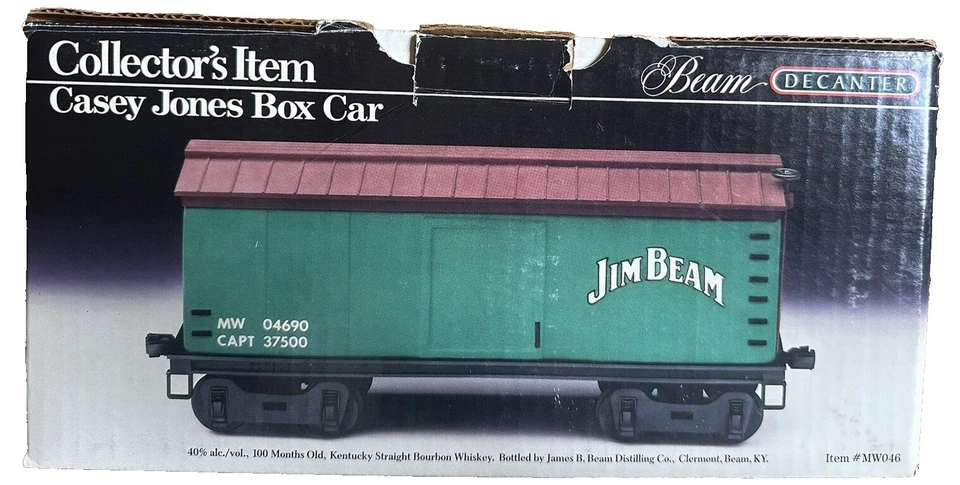 Collector's Item
Beam DECANTER
Casey Jones Box Car
JIM BEAM
MW 04690
CAPT 37500
40% alc./vol., 100 Months Old, Kentucky Straight Bourbon Whiskey. Bottled by James B. Beam Distilling Co., Clermont, Beam, KY.
Item #MW046